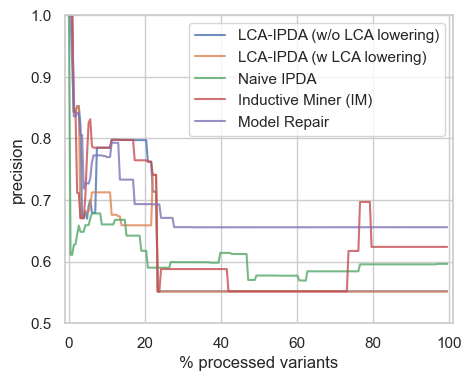 1.0
0.9
0.8
0.7
0.6
0.5
precision
LCA-IPDA (w/o LCA lowering)
LCA-IPDA (w LCA lowering)
Naive IPDA
Inductive Miner (IM)
Model Repair
0 20 40 60 80 100
% processed variants